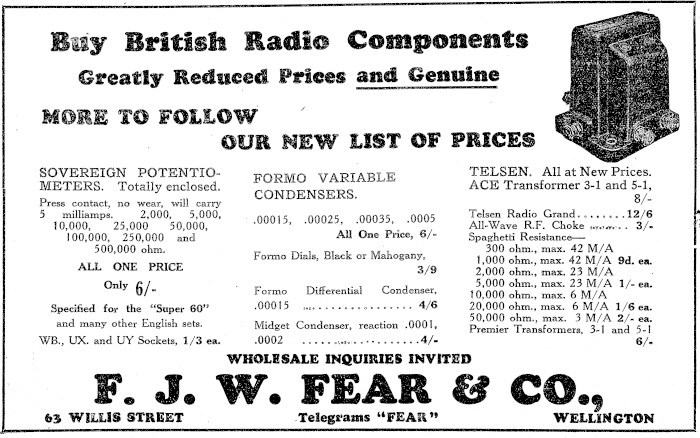 Buy British Radio Components
Greatly Reduced Prices and Genuine
MORE TO FOLLOW
OUR NEW LIST OF PRICES
SOVEREIGN POTENTIO-
METERS. Totally enclosed.
Press contact, no wear, will carry
5 milliamps. 2,000, 5,000,
10,000, 25,000 50,000,
100,000, 250,000 and
500,000 ohm.
ALL ONE PRICE
Only 6/-
Specified for the "Super 60"
and many other English sets.
WB., UX. and UY Sockets, 1/3 ea.
FORMO VARIABLE
CONDENSERS.
.00015, .00025, .00035, .0005
All One Price, 6/-
Formo Dials, Black or Mahogany,
3/9
Formo Differential Condenser,
.00015 .................. 4/6
Midget Condenser, reaction .0001,
.0002 .................. 4/-
TELSEN. All at New Prices.
ACE Transformer 3-1 and 5-1,
8/-
Telsen Radio Grand........12/6
All-Wave R.F. Choke ........ 3/-
Spaghetti Resistance—
300 ohm., max. 42 M/A
1,000 ohm., max. 42 M/A 9d. ea.
2,000 ohm., max. 23 M/A
5,000 ohm., max. 23 M/A 1/- ea.
10,000 ohm., max. 6 M/A
20,000 ohm., max. 6 M/A 1/6 ea.
50,000 ohm., max. 3 M/A 2/- ea.
Premier Transformers, 3-1 and 5-1
6/-
WHOLESALE INQUIRIES INVITED
F. J. W. FEAR & CO.,
63 WILLIS STREET Telegrams "FEAR" WELLINGTON